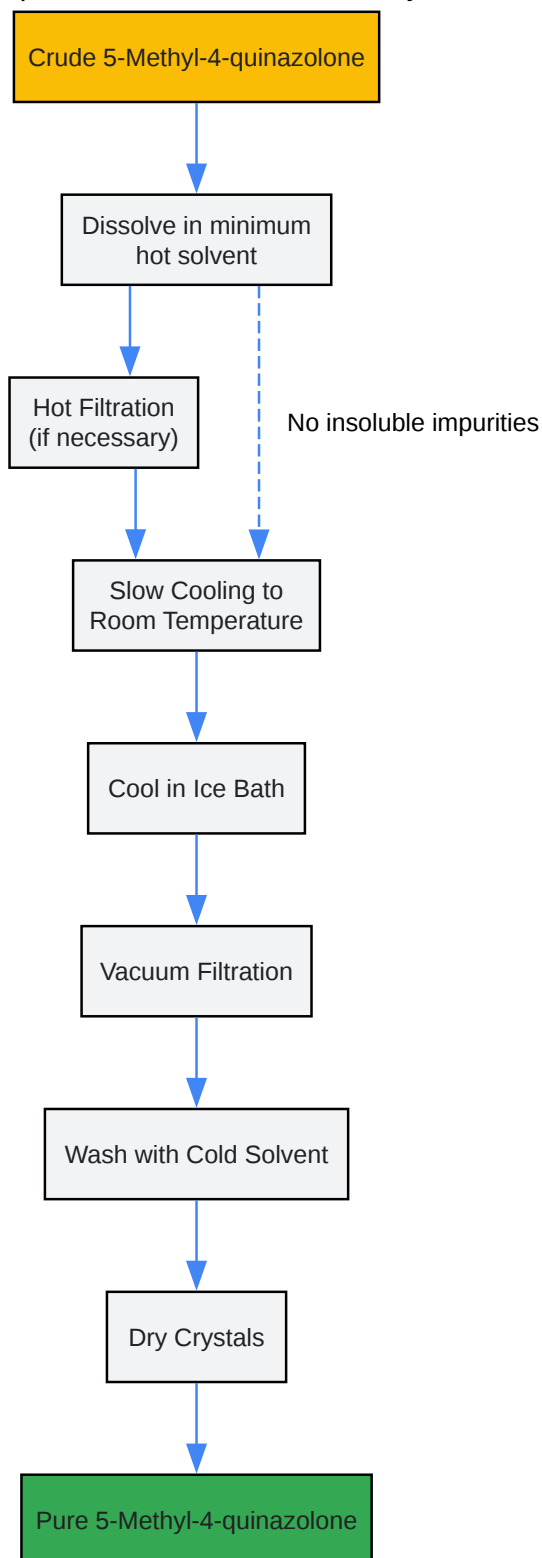 Crude 5-Methyl-4-quinazolone
Dissolve in minimum
hot solvent
Hot Filtration
(if necessary)
No insoluble impurities
Slow Cooling to
Room Temperature
Cool in Ice Bath
Vacuum Filtration
Wash with Cold Solvent
Dry Crystals
Pure 5-Methyl-4-quinazolone